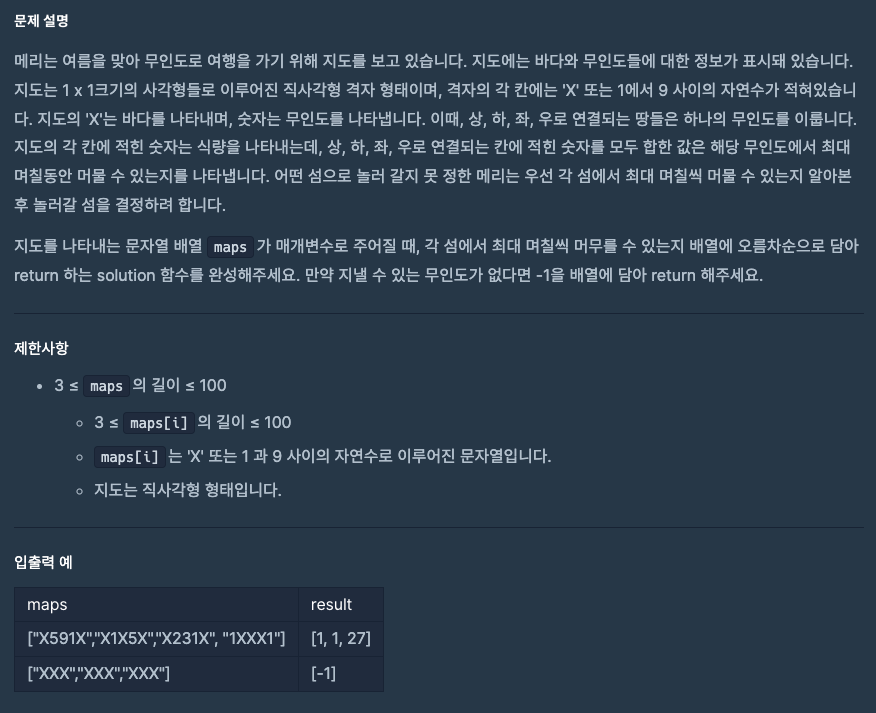 문제 설명
메리는 여름을 맞아 무인도로 여행을 가기 위해 지도를 보고 있습니다. 지도에는 바다와 무인도들에 대한 정보가 표시돼 있습니다.
지도는 1 x 1크기의 사각형들로 이루어진 직사각형 격자 형태이며, 격자의 각 칸에는 'X' 또는 1에서 9 사이의 자연수가 적혀있습니
다. 지도의 'X'는 바다를 나타내며, 숫자는 무인도를 나타냅니다. 이때, 상, 하, 좌, 우로 연결되는 땅들은 하나의 무인도를 이룹니다.
지도의 각 칸에 적힌 숫자는 식량을 나타내는데, 상, 하, 좌, 우로 연결되는 칸에 적힌 숫자를 모두 합한 값은 해당 무인도에서 최대
며칠동안 머물 수 있는지를 나타냅니다. 어떤 섬으로 놀러 갈지 못 정한 메리는 우선 각 섬에서 최대 며칠씩 머물 수 있는지 알아본
후 놀러갈 섬을 결정하려 합니다.
지도를 나타내는 문자열 배열 maps 가 매개변수로 주어질 때, 각 섬에서 최대 며칠씩 머무를 수 있는지 배열에 오름차순으로 담아
return 하는 solution 함수를 완성해주세요. 만약 지낼 수 있는 무인도가 없다면 -1을 배열에 담아 return 해주세요.
제한사항
• 3 ≤ maps 의 길이 ≤ 100
◦ 3 ≤ maps[i] 의 길이 ≤ 100
◦ maps[i] 는 'X' 또는 1 과 9 사이의 자연수로 이루어진 문자열입니다.
◦ 지도는 직사각형 형태입니다.
입출력 예
maps result
["X591X","X1X5X","X231X", "1XXX1"] [1, 1, 27]
["XXX","XXX","XXX"] [-1]